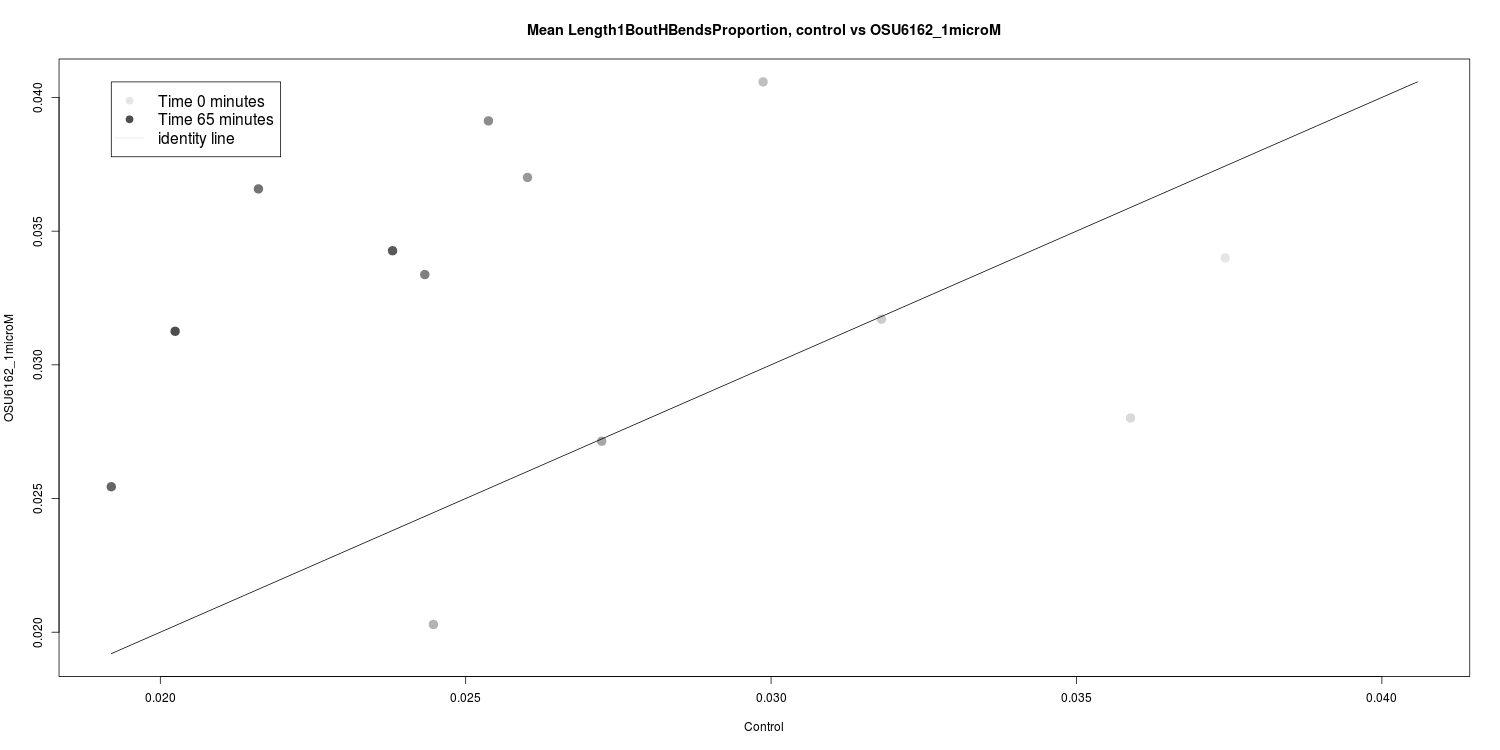 Mean Length1BoutHBendsProportion, control vs OSU6162_1microM
Time 0 minutes
Time 65 minutes
identity line
0.040
0.035
0.030
0.025
0.020
OSU6162_1microM
0.020 0.025 0.030 0.035 0.040
Control